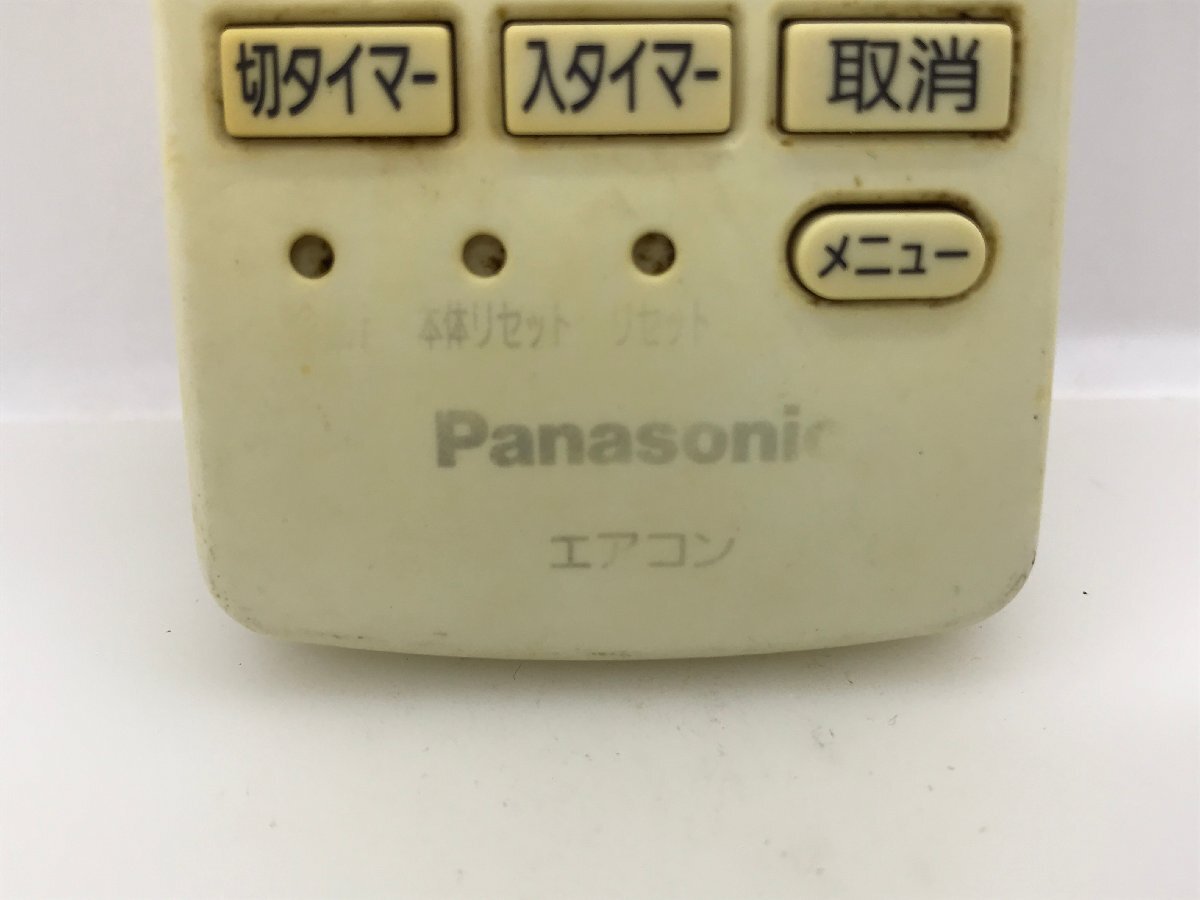 切タイマー 入タイマー 取消
メニュー
本体リセット リセット
Panasonic
エアコン